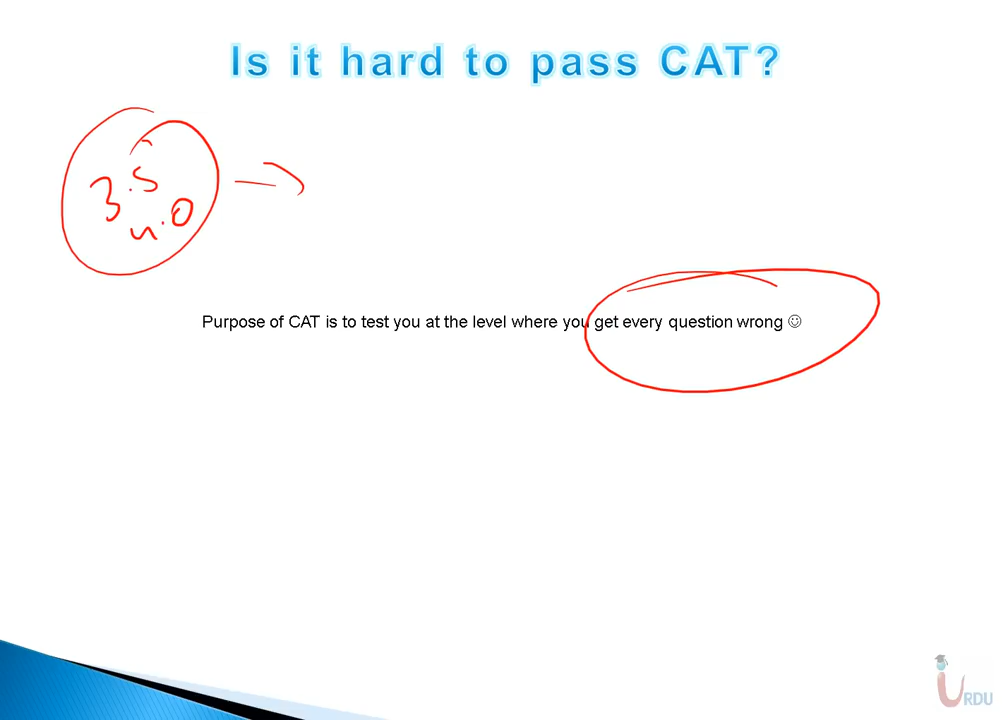 Is it hard to pass CAT?
3.5
4.0
Purpose of CAT is to test you at the level where you get every question wrong ☺
URDU